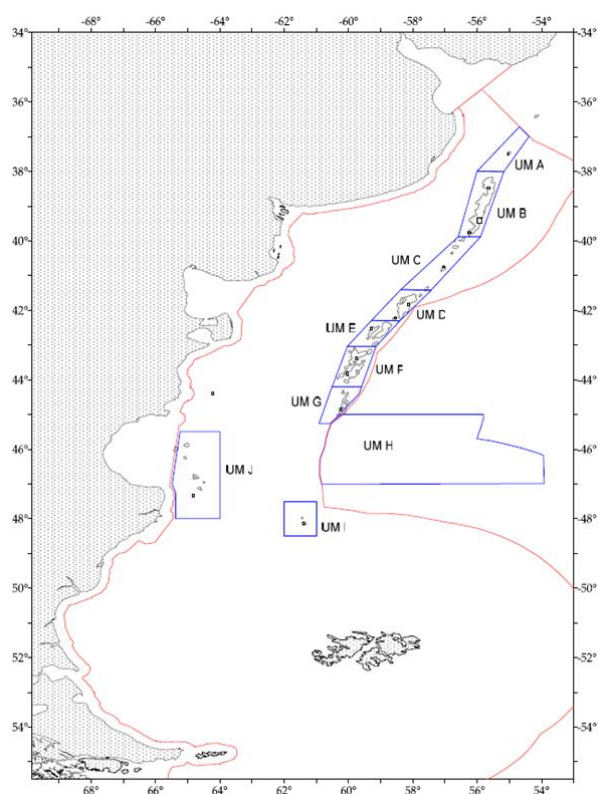 -68° -66° -64° -62° -60° -58° -56° -54°
34° -34°
36° -36°
UM A
38° -38°
UM B
40° -40°
UM C
42° -42°
UM D
UM E
44° UM F -44°
UM G
46° UM H -46°
UM J
48° UM I -48°
50° -50°
52° -52°
54° -54°
-68 -66 -64 -62 -60 -58 -56 -54